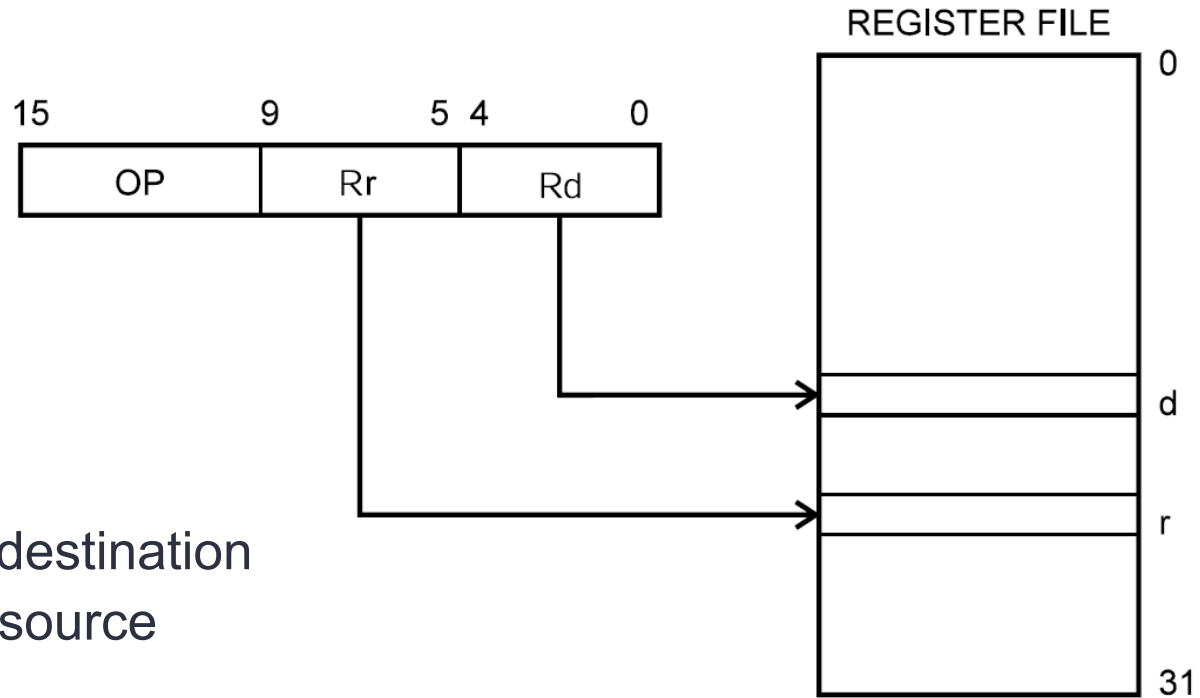 REGISTER FILE
0
15 9 5 4 0
OP Rr Rd
d
r
destination
source
31